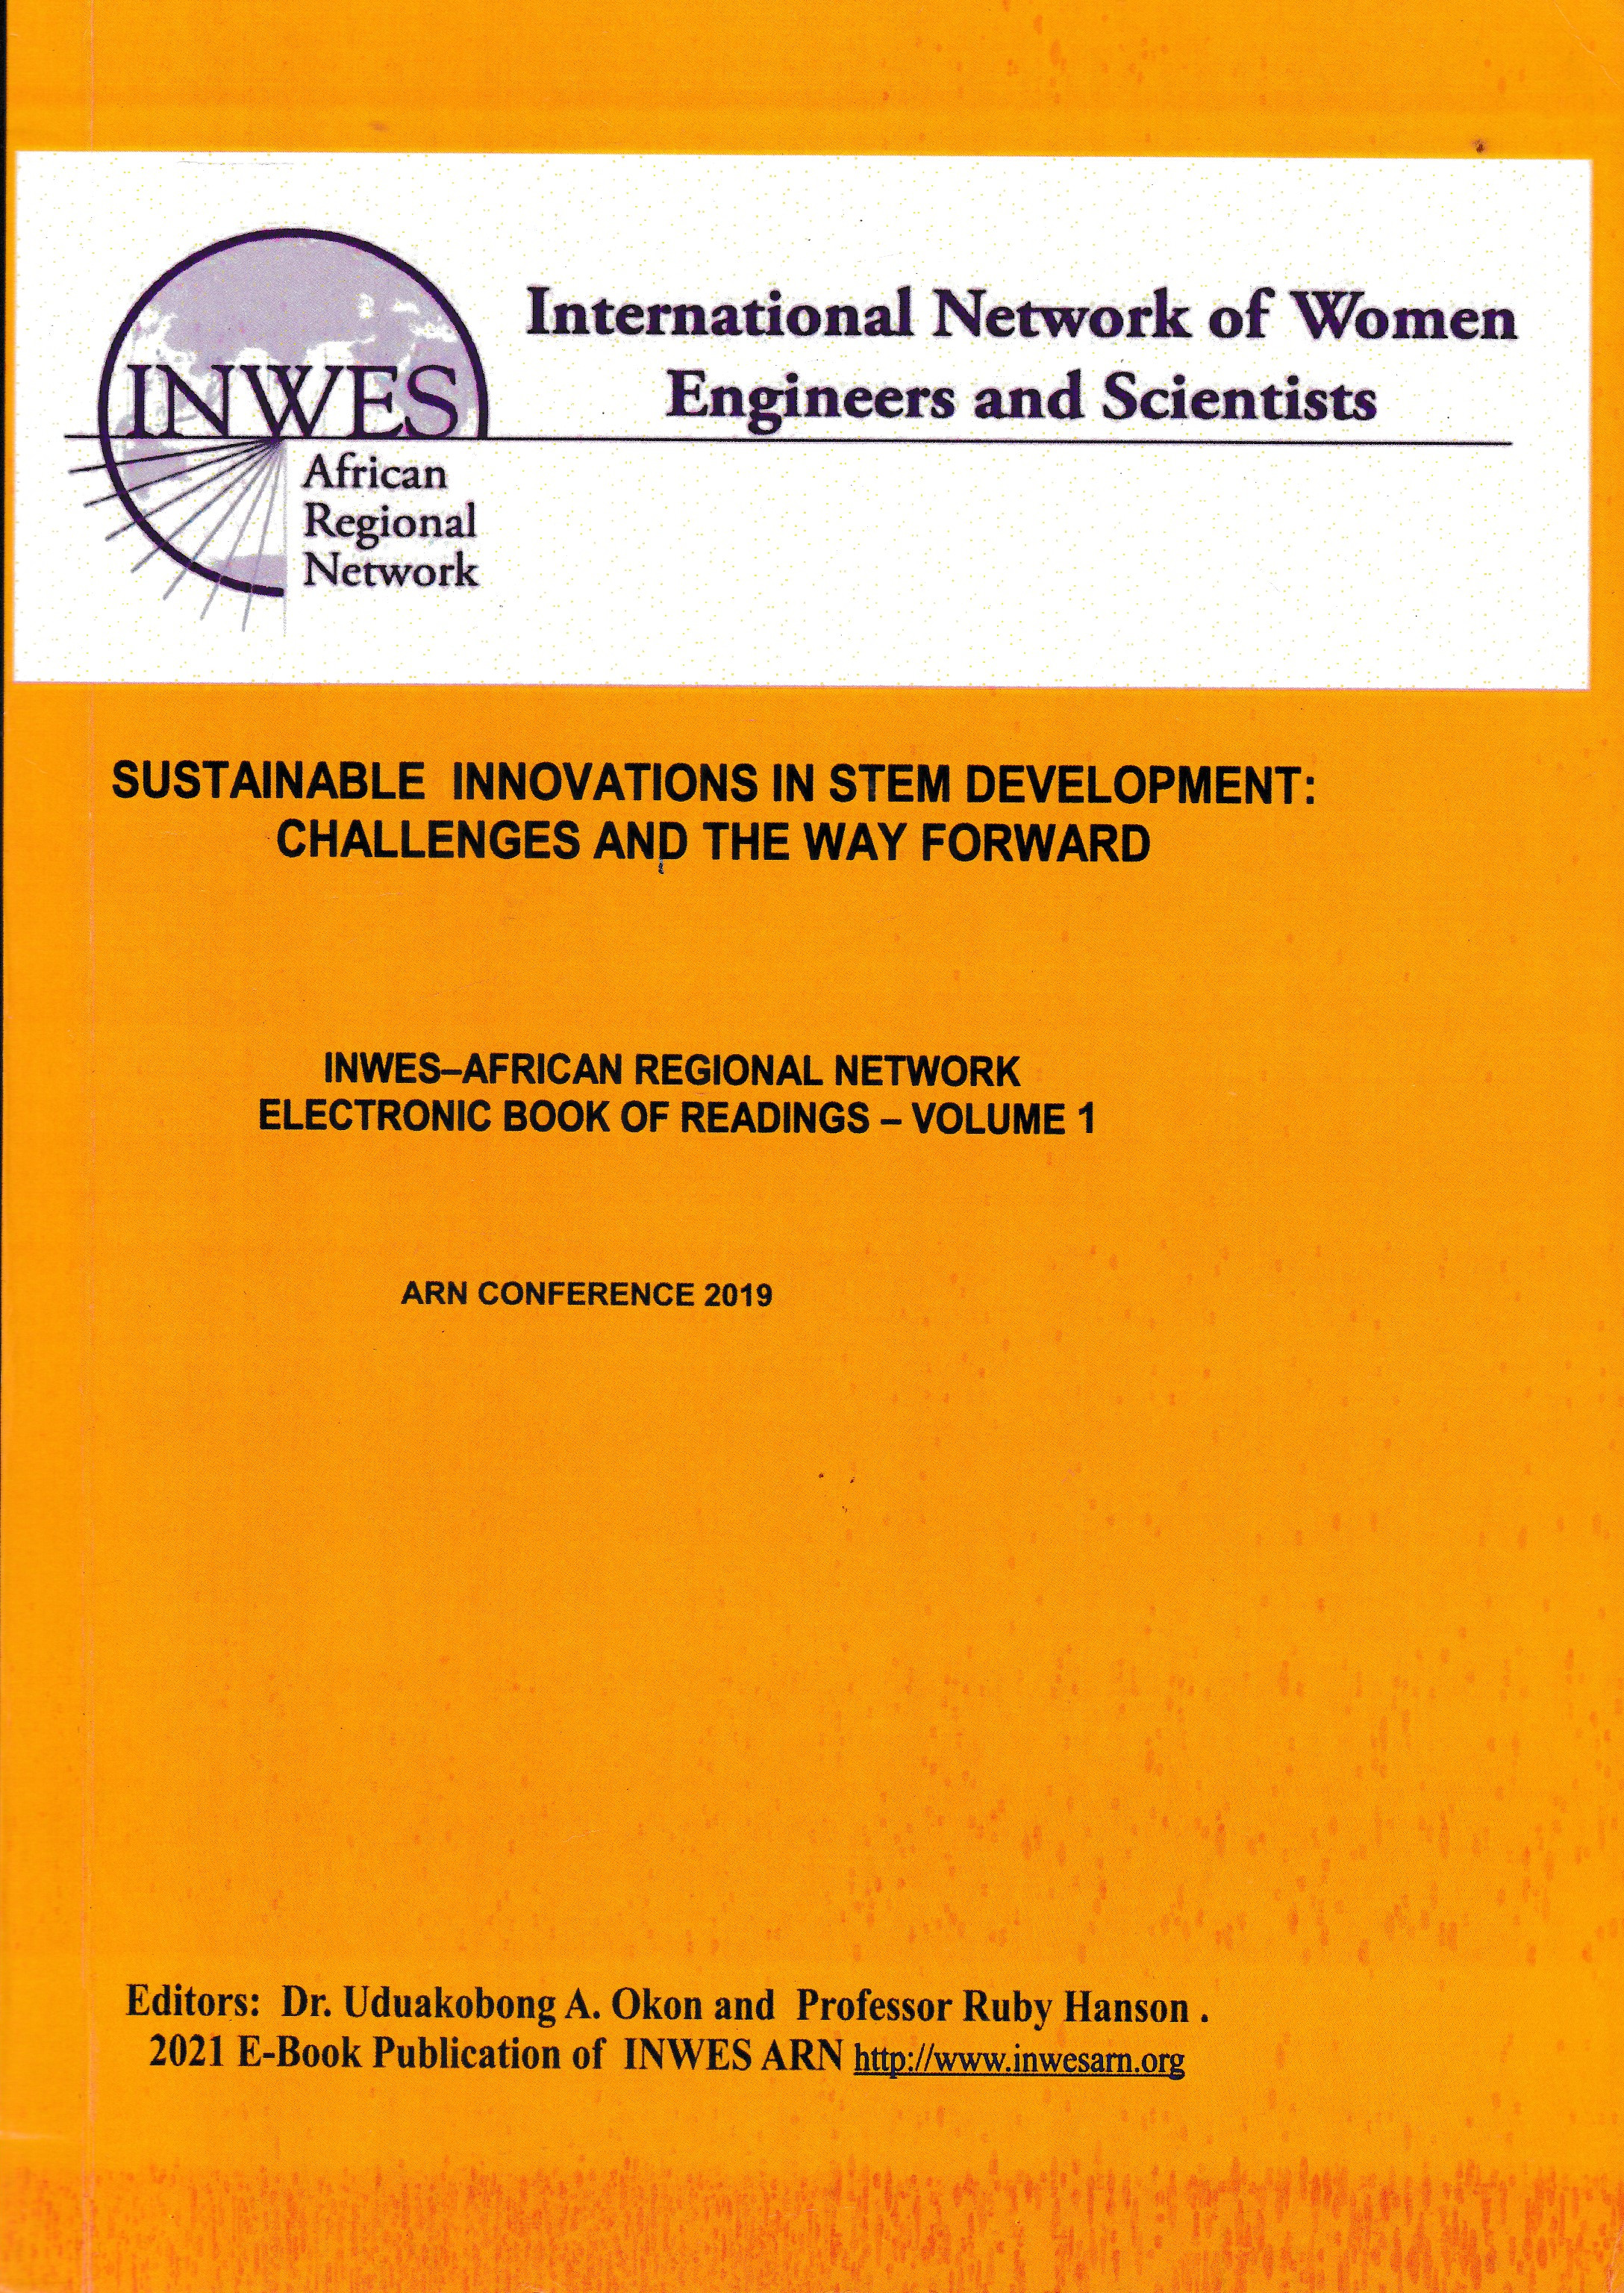 International Network of Women
Engineers and Scientists
INWES
African
Regional
Network
SUSTAINABLE INNOVATIONS IN STEM DEVELOPMENT:
CHALLENGES AND THE WAY FORWARD
INWES–AFRICAN REGIONAL NETWORK
ELECTRONIC BOOK OF READINGS – VOLUME 1
ARN CONFERENCE 2019
Editors: Dr. Uduakobong A. Okon and Professor Ruby Hanson .
2021 E-Book Publication of INWES ARN http://www.inwesarn.org